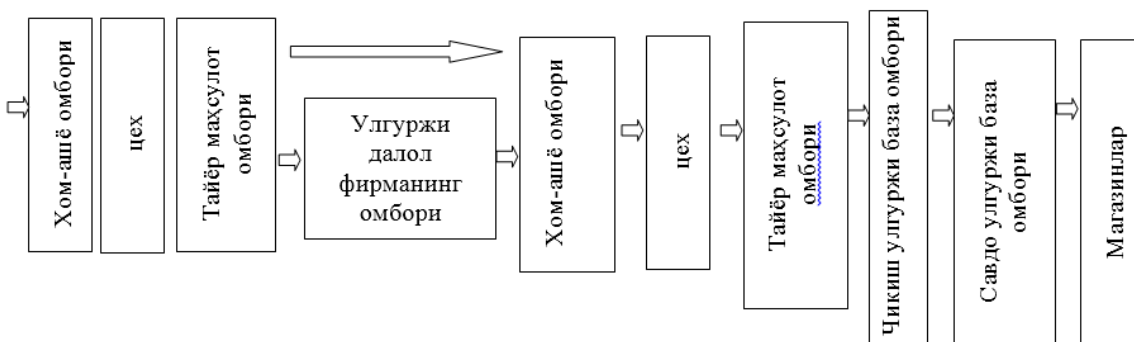 Хом-ашё омбори
цех
Тайёр маҳсулот
омбори
Улгуржи
далол
фирманинг
омбори
Хом-ашё омбори
цех
Тайёр маҳсулот
омбори
Чикиш улгуржи база омбори
Савдо улгуржи база
омбори
Магазинлар